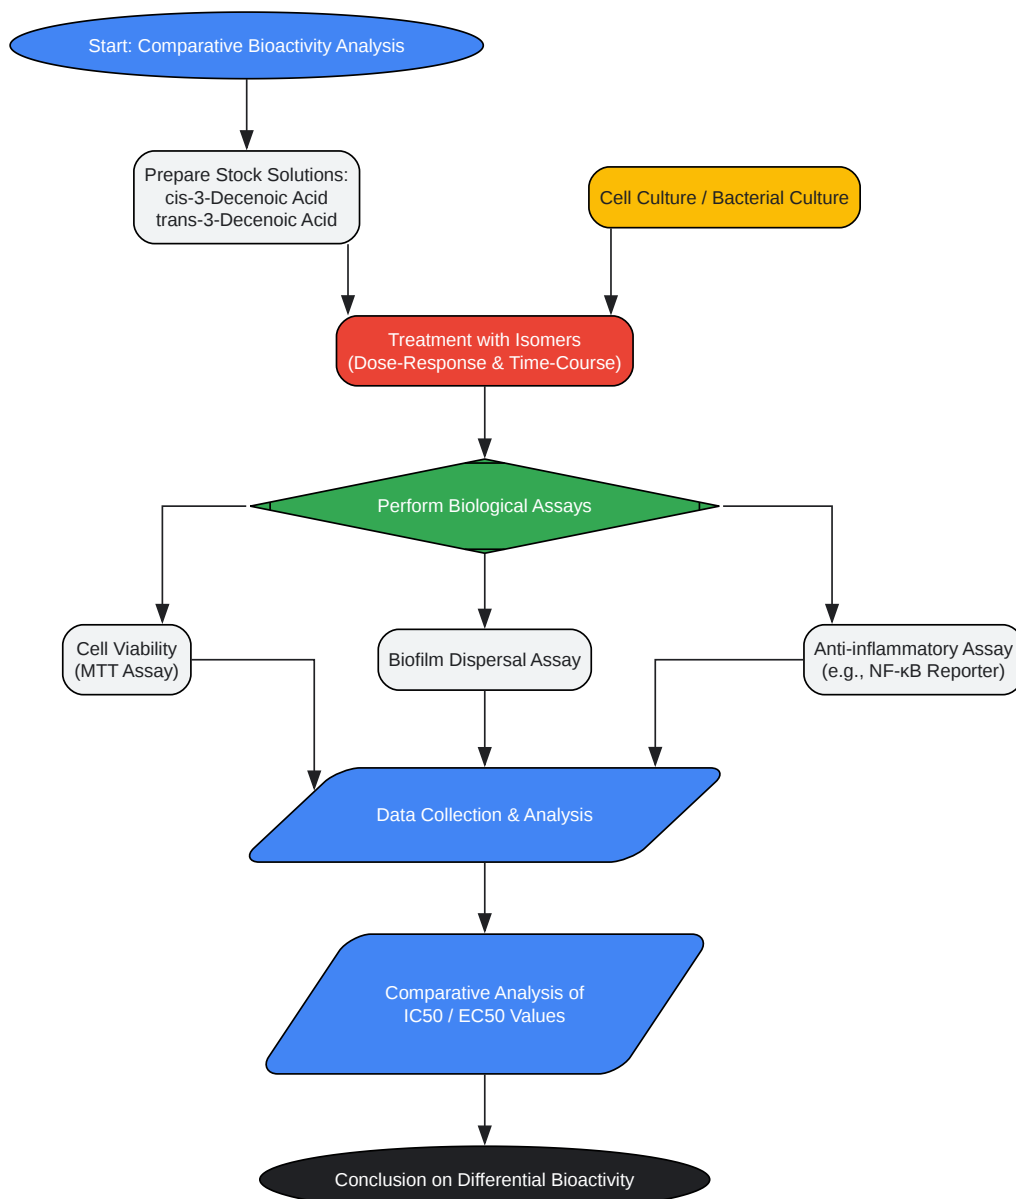 Start: Comparative Bioactivity Analysis
Prepare Stock Solutions:
cis-3-Decenoic Acid
trans-3-Decenoic Acid
Cell Culture / Bacterial Culture
Treatment with Isomers
(Dose-Response & Time-Course)
Perform Biological Assays
Cell Viability
(MTT Assay)
Biofilm Dispersal Assay
Anti-inflammatory Assay
(e.g., NF-κB Reporter)
Data Collection & Analysis
Comparative Analysis of
IC50 / EC50 Values
Conclusion on Differential Bioactivity